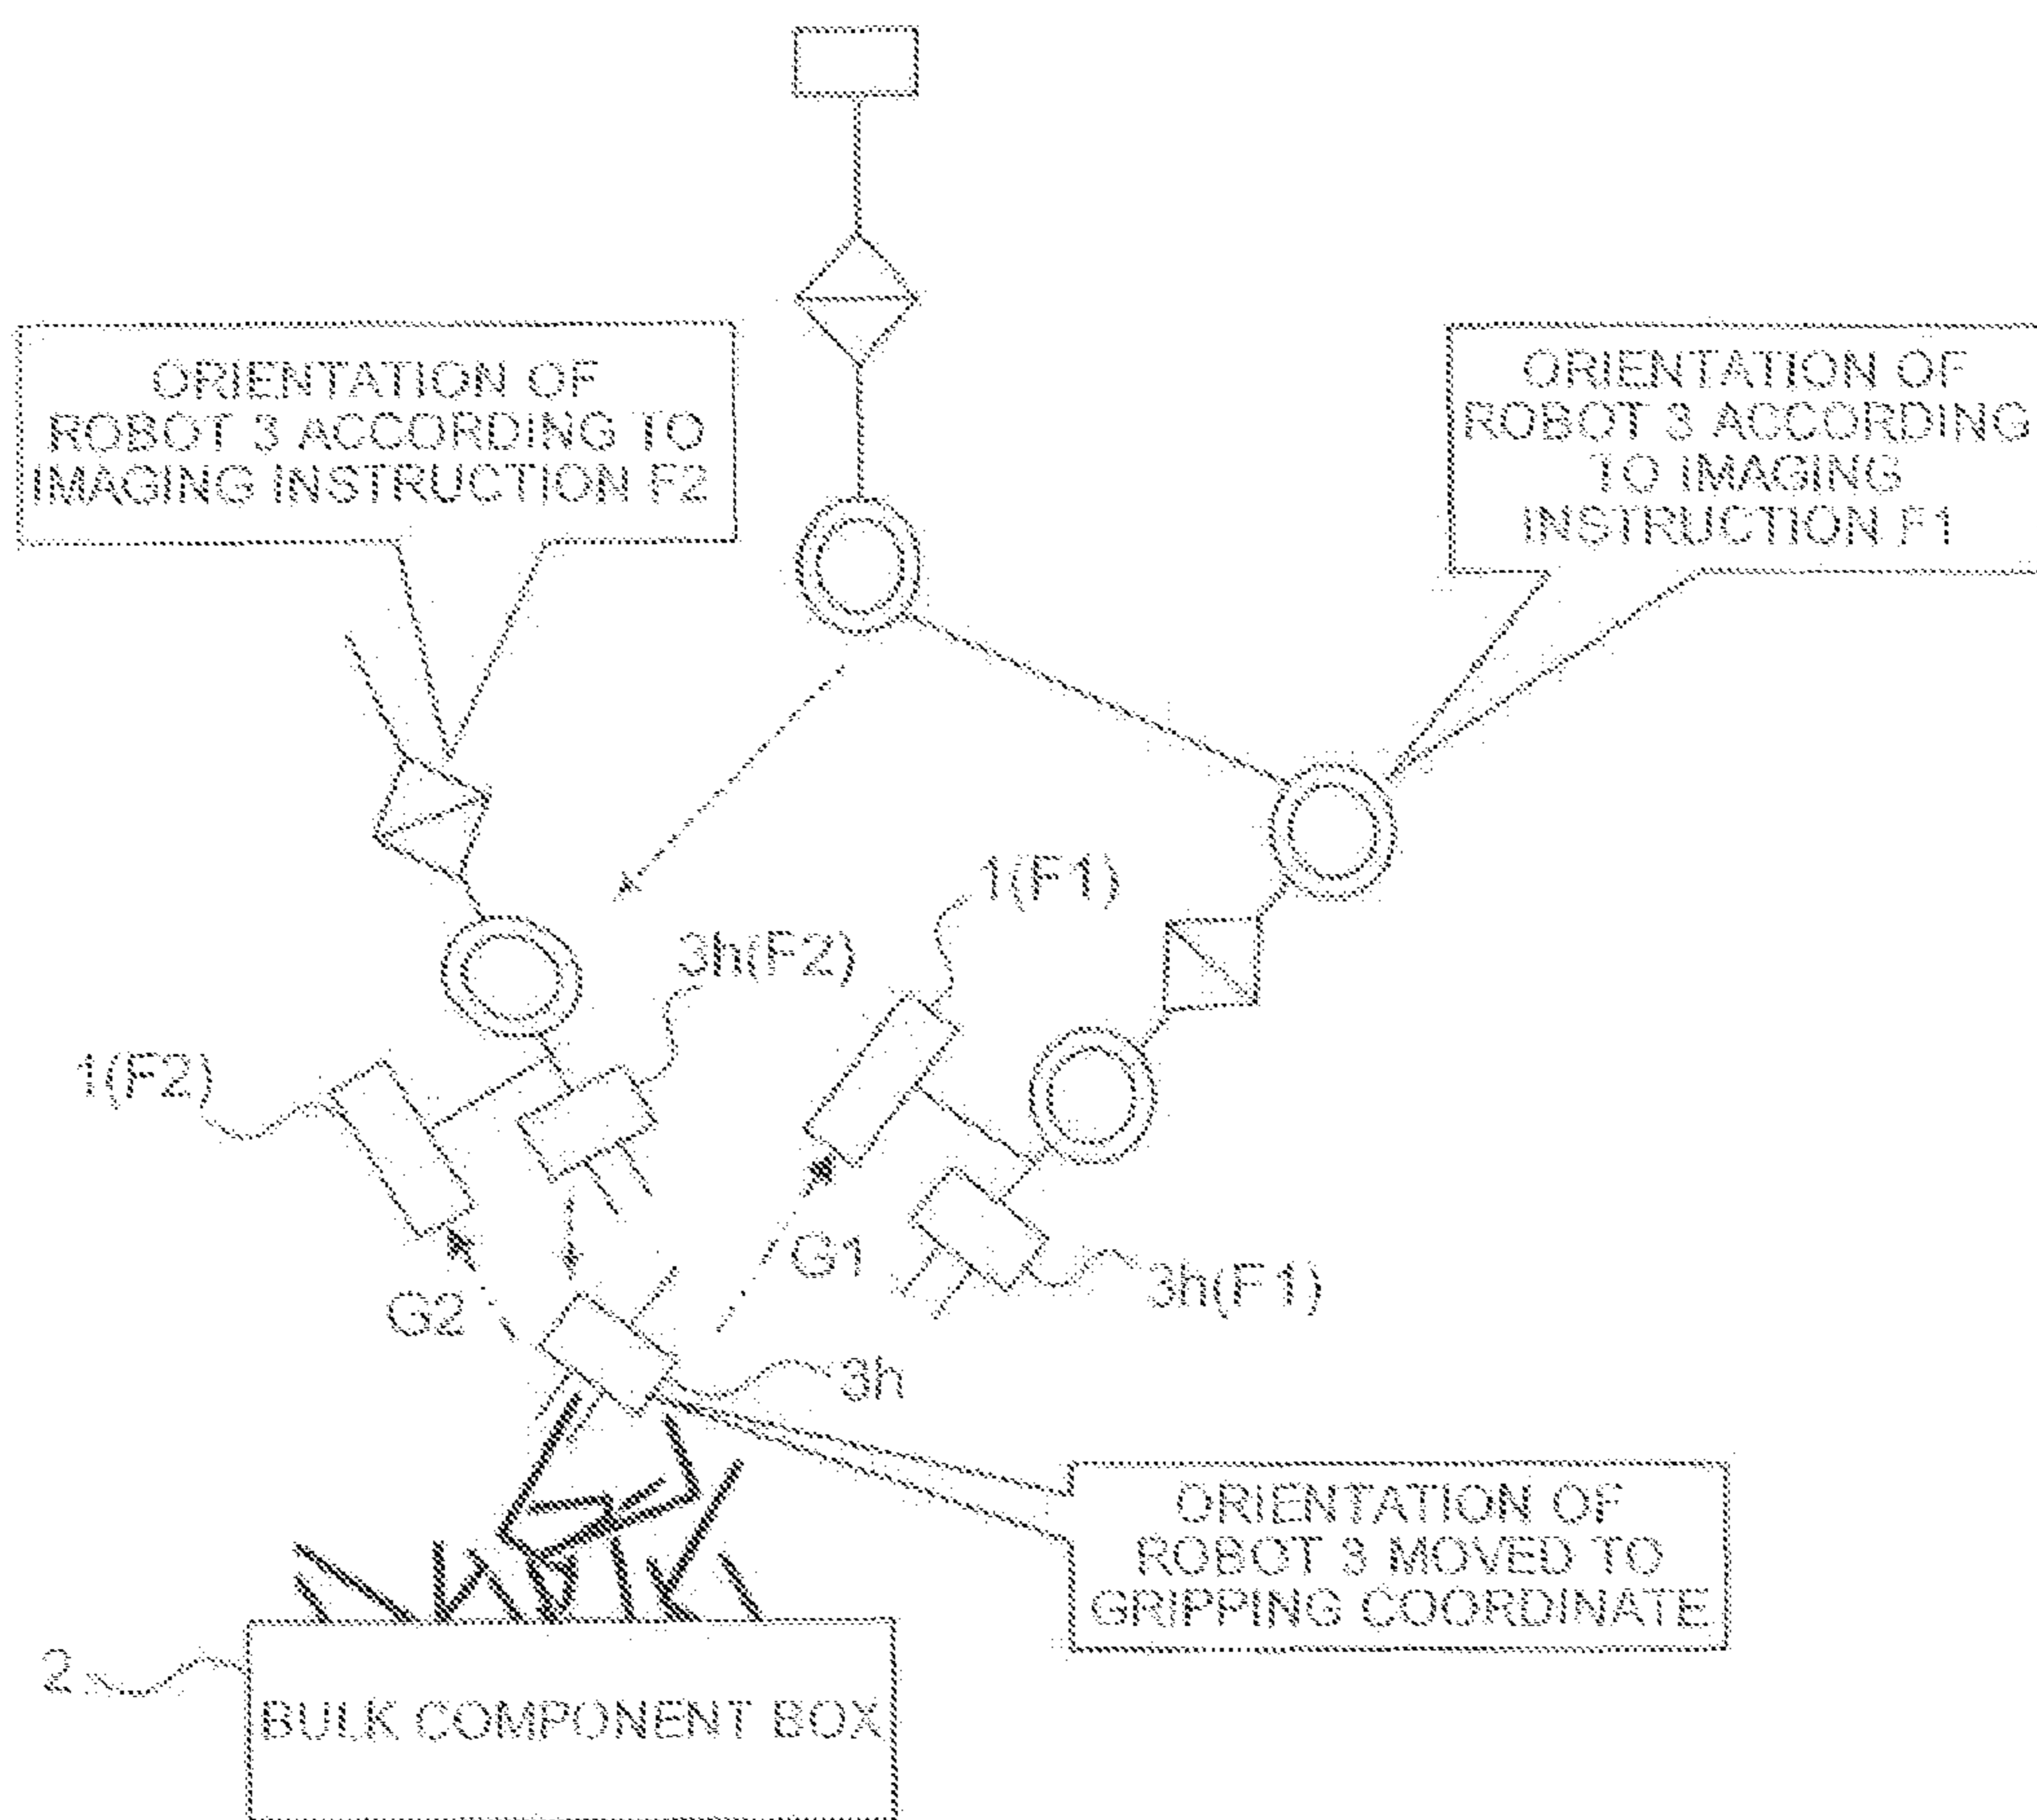 ORIENTATION OF
ROBOT 3 ACCORDING TO
IMAGING INSTRUCTION F2
ORIENTATION OF
ROBOT 3 ACCORDING
TO IMAGING
INSTRUCTION F1
1(F1)
3h(F2)
1(F2)
G1
G2
3h(F1)
3h
ORIENTATION OF
ROBOT 3 MOVED TO
GRIPPING COORDINATE
2
BULK COMPONENT BOX